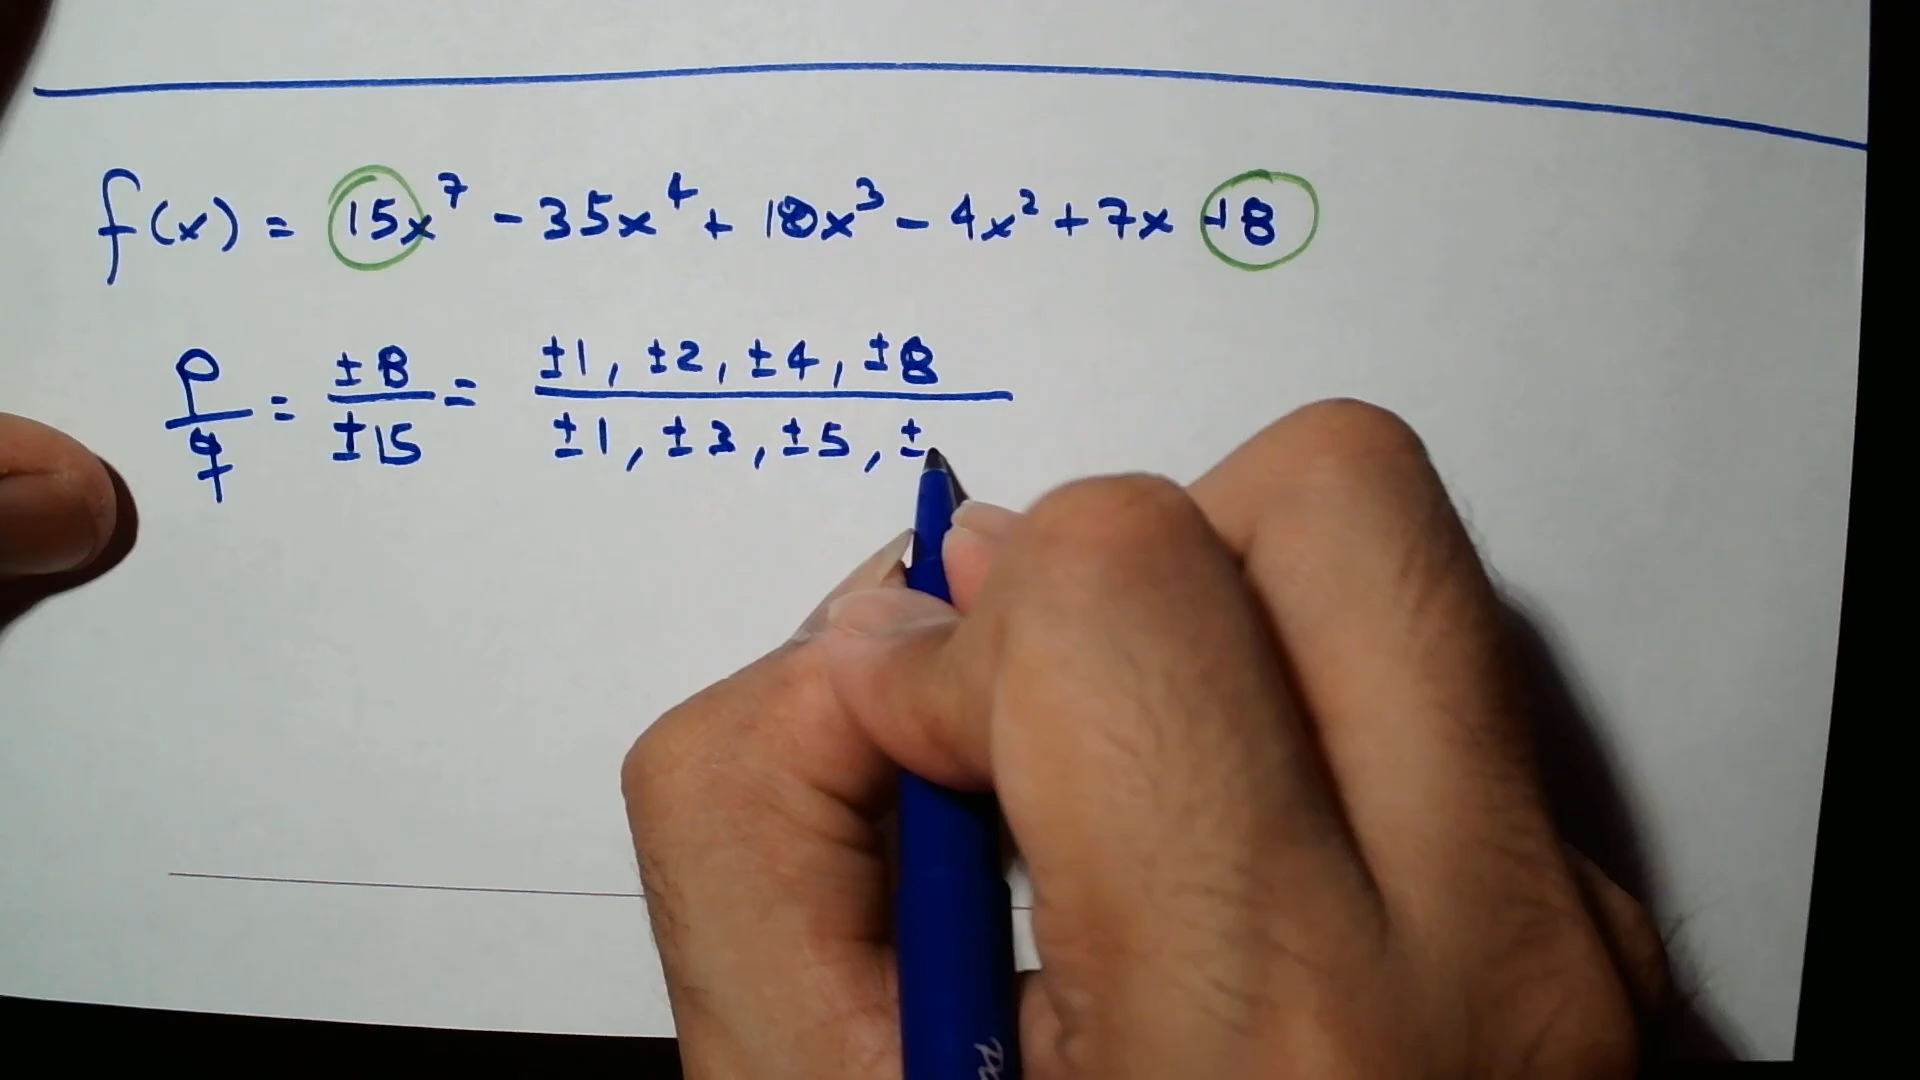 f(x) = 15x⁷ - 35x⁴ + 10x³ - 4x² + 7x + 8
p/q = ±8/±15 = ±1, ±2, ±4, ±8 / ±1, ±3, ±5, ±